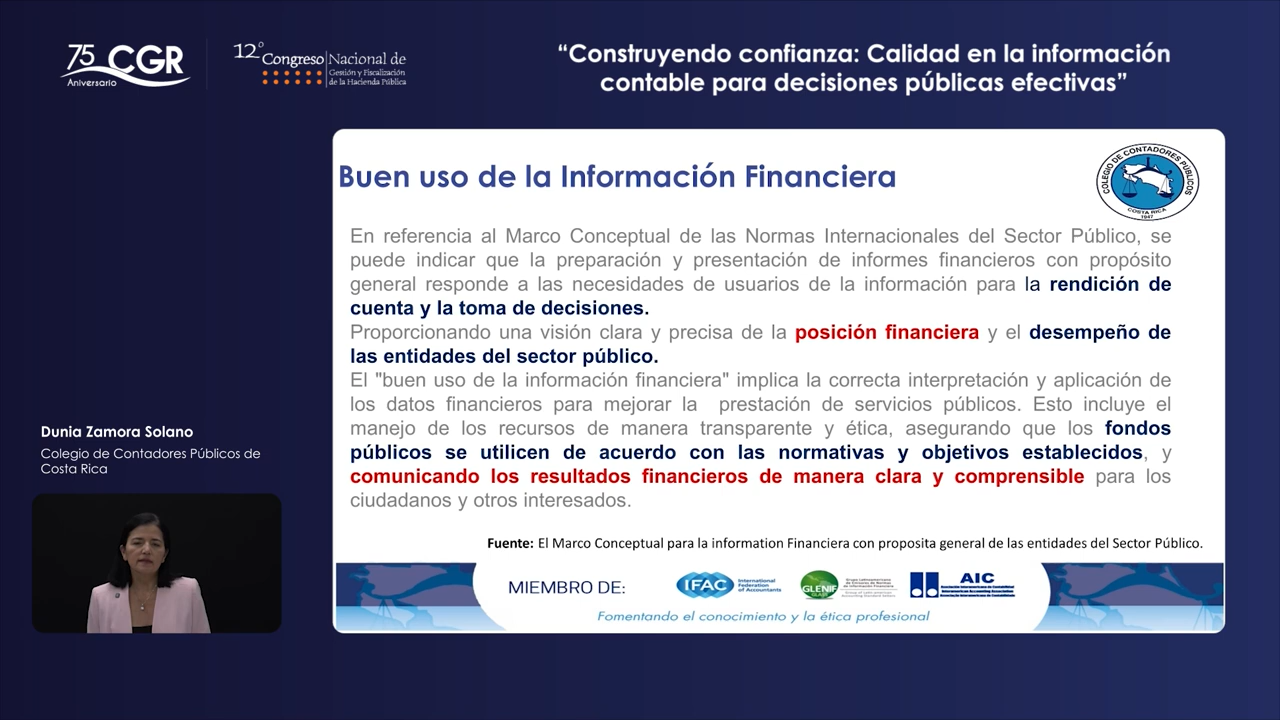 75 CGR
Aniversario
12° Congreso Nacional de
Gestión y Fiscalización
de la Hacienda Pública
“Construyendo confianza: Calidad en la información
contable para decisiones públicas efectivas”
Buen uso de la Información Financiera
COLEGIO DE CONTADORES PÚBLICOS
COSTA RICA
1947
En referencia al Marco Conceptual de las Normas Internacionales del Sector Público, se
puede indicar que la preparación y presentación de informes financieros con propósito
general responde a las necesidades de usuarios de la información para la rendición de
cuenta y la toma de decisiones.
Proporcionando una visión clara y precisa de la posición financiera y el desempeño de
las entidades del sector público.
El "buen uso de la información financiera" implica la correcta interpretación y aplicación de
los datos financieros para mejorar la prestación de servicios públicos. Esto incluye el
manejo de los recursos de manera transparente y ética, asegurando que los fondos
públicos se utilicen de acuerdo con las normativas y objetivos establecidos, y
comunicando los resultados financieros de manera clara y comprensible para los
ciudadanos y otros interesados.
Fuente: El Marco Conceptual para la information Financiera con proposita general de las entidades del Sector Público.
Dunia Zamora Solano
Colegio de Contadores Públicos de
Costa Rica
MIEMBRO DE:
IFAC
International
Federation
of Accountants
GLENIF
AIC
Fomentando el conocimiento y la ética profesional